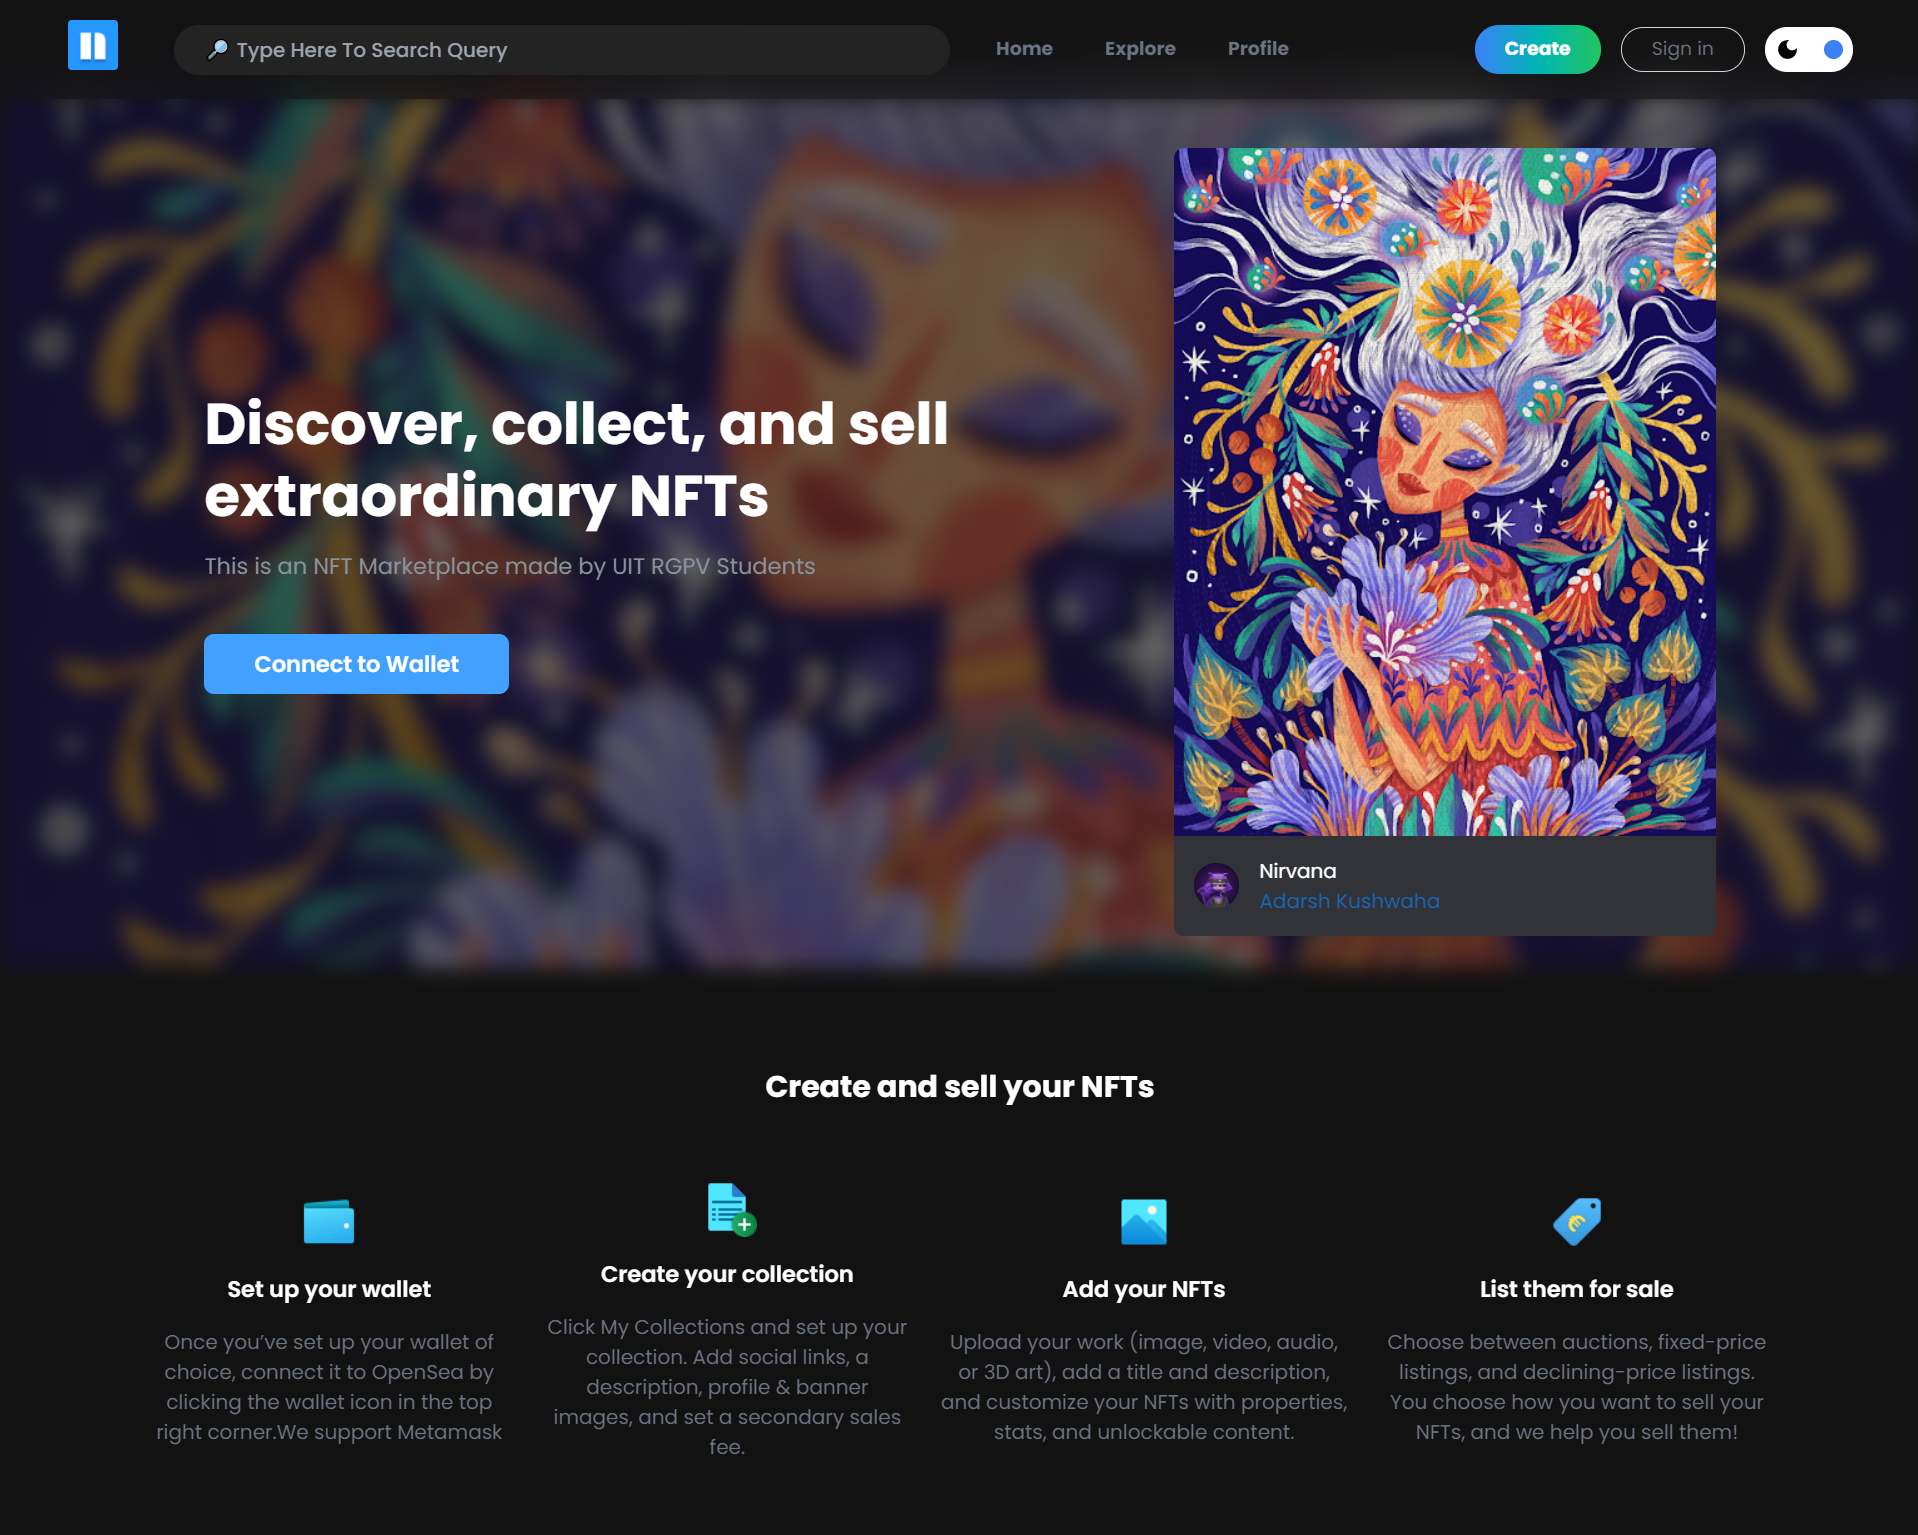 🔎 Type Here To Search Query
Home
Explore
Profile
Create
Sign in
Discover, collect, and sell
extraordinary NFTs
This is an NFT Marketplace made by UIT RGPV Students
Connect to Wallet
Nirvana
Adarsh Kushwaha
Create and sell your NFTs
Set up your wallet
Once you’ve set up your wallet of
choice, connect it to OpenSea by
clicking the wallet icon in the top
right corner.We support Metamask
Create your collection
Click My Collections and set up your
collection. Add social links, a
description, profile & banner
images, and set a secondary sales
fee.
Add your NFTs
Upload your work (image, video, audio,
or 3D art), add a title and description,
and customize your NFTs with properties,
stats, and unlockable content.
List them for sale
Choose between auctions, fixed-price
listings, and declining-price listings.
You choose how you want to sell your
NFTs, and we help you sell them!